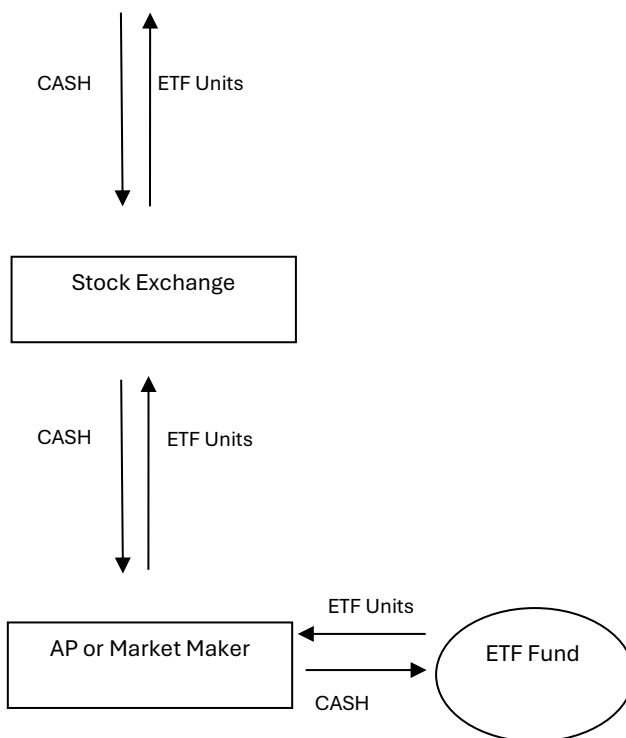 CASH
ETF Units
Stock Exchange
CASH
ETF Units
ETF Units
AP or Market Maker
ETF Fund
CASH